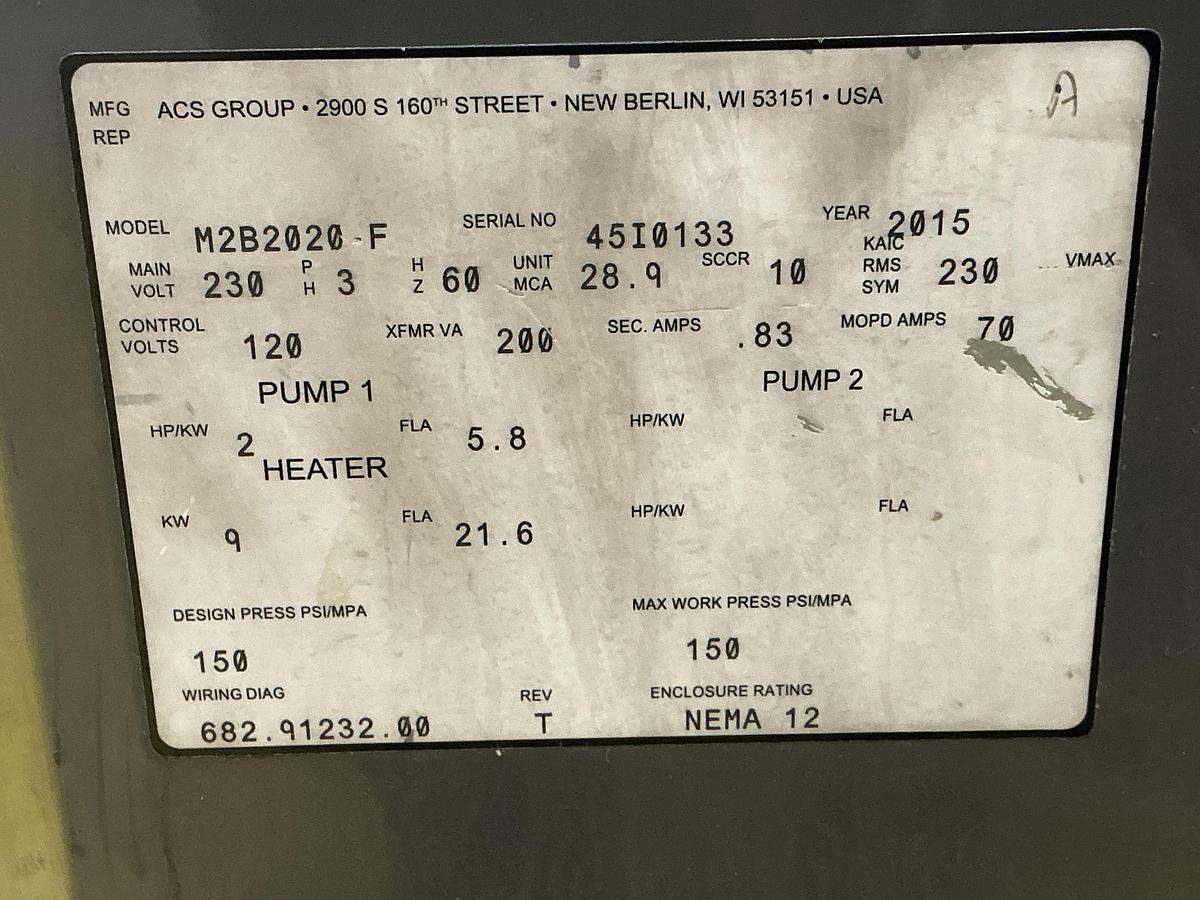 MFG ACS GROUP • 2900 S 160TH STREET • NEW BERLIN, WI 53151 • USA A
REP
MODEL M2B2020-F SERIAL NO 45I0133 YEAR 2015
MAIN VOLT 230 PH 3 HZ 60 UNIT MCA 28.9 SCCR 10 KAIC RMS SYM 230 VMAX
CONTROL VOLTS 120 XFMR VA 200 SEC. AMPS .83 MOPD AMPS 70
PUMP 1 PUMP 2
HP/KW 2 FLA 5.8 HP/KW FLA
HEATER
KW 9 FLA 21.6 HP/KW FLA
DESIGN PRESS PSI/MPA MAX WORK PRESS PSI/MPA
150 150
WIRING DIAG REV ENCLOSURE RATING
682.91232.00 T NEMA 12